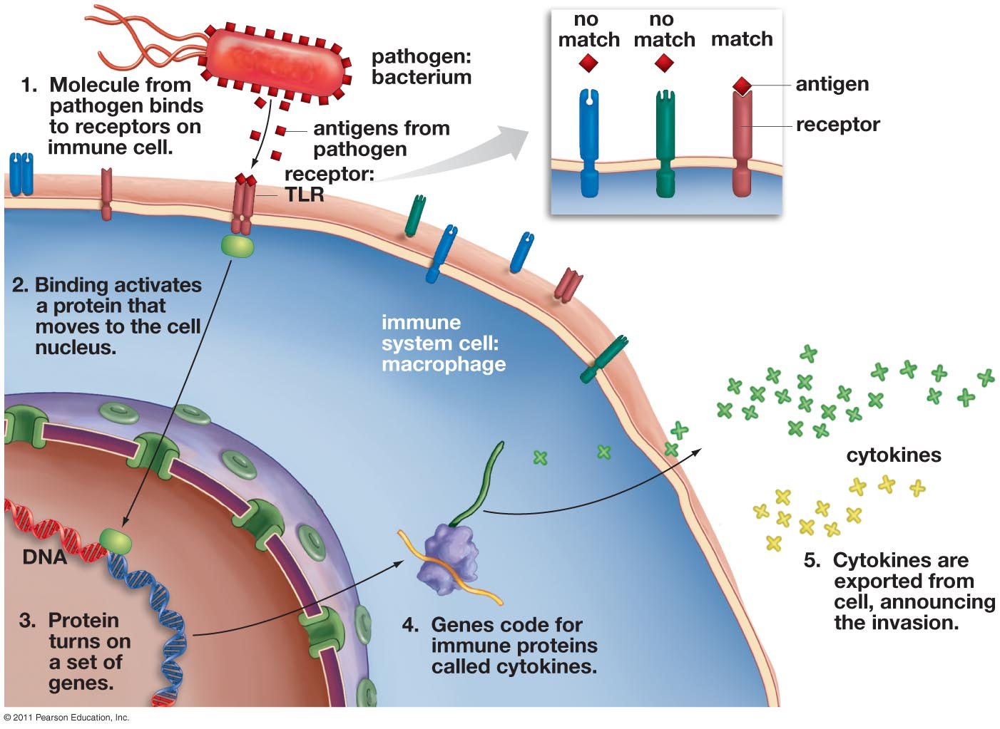 no
match
no
match
match
antigen
receptor
pathogen:
bacterium
1. Molecule from
pathogen binds
to receptors on
immune cell.
antigens from
pathogen
receptor:
TLR
2. Binding activates
a protein that
moves to the cell
nucleus.
immune
system cell:
macrophage
cytokines
DNA
3. Protein
turns on
a set of
genes.
4. Genes code for
immune proteins
called cytokines.
5. Cytokines are
exported from
cell, announcing
the invasion.
© 2011 Pearson Education, Inc.